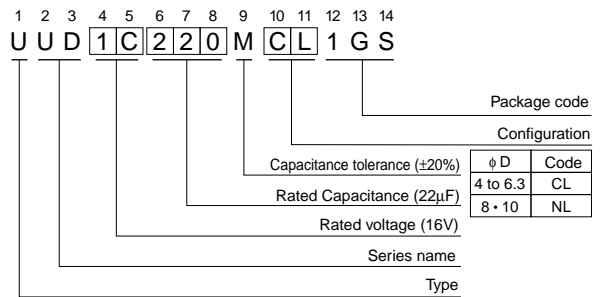 1 2 3 4 5 6 7 8 9 10 11 12 13 14
U U D 1 C 2 2 0 M C L 1 G S
Package code
Configuration
φ D Code
4 to 6.3 CL
8 • 10 NL
Capacitance tolerance (±20%)
Rated Capacitance (22μF)
Rated voltage (16V)
Series name
Type